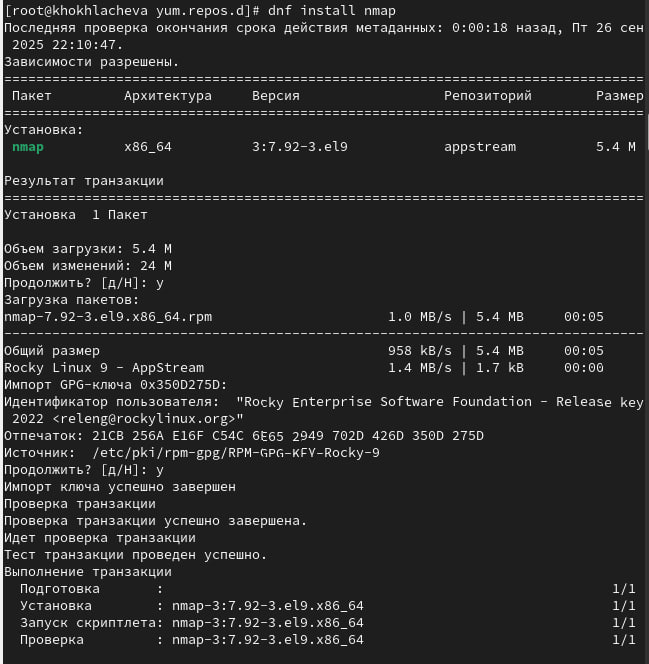 [root@khokhlacheva yum.repos.d]# dnf install nmap
Последняя проверка окончания срока действия метаданных: 0:00:18 назад, Пт 26 сен
2025 22:10:47.
Зависимости разрешены.
================================================================================
Пакет Архитектура Версия Репозиторий Размер
================================================================================
Установка:
nmap x86_64 3:7.92-3.el9 appstream 5.4 M
Результат транзакции
================================================================================
Установка 1 Пакет
Объем загрузки: 5.4 M
Объем изменений: 24 M
Продолжить? [д/Н]: y
Загрузка пакетов:
nmap-7.92-3.el9.x86_64.rpm 1.0 MB/s | 5.4 MB 00:05
--------------------------------------------------------------------------------
Общий размер 958 kB/s | 5.4 MB 00:05
Rocky Linux 9 - AppStream 1.4 MB/s | 1.7 kB 00:00
Импорт GPG-ключа 0x350D275D:
Идентификатор пользователя: "Rocky Enterprise Software Foundation - Release key
2022 <releng@rockylinux.org>"
Отпечаток: 21CB 256A E16F C54C 6E65 2949 702D 426D 350D 275D
Источник: /etc/pki/rpm-gpg/RPM-GPG-KEY-Rocky-9
Продолжить? [д/Н]: y
Импорт ключа успешно завершен
Проверка транзакции
Проверка транзакции успешно завершена.
Идет проверка транзакции
Тест транзакции проведен успешно.
Выполнение транзакции
Подготовка : 1/1
Установка : nmap-3:7.92-3.el9.x86_64 1/1
Запуск скриптлета: nmap-3:7.92-3.el9.x86_64 1/1
Проверка : nmap-3:7.92-3.el9.x86_64 1/1